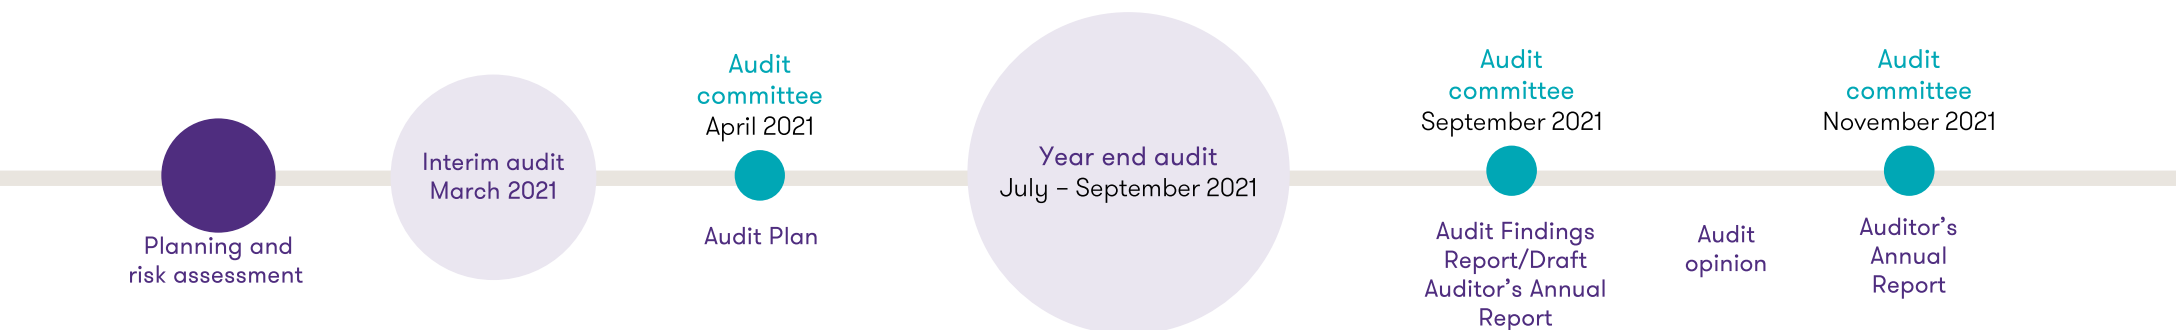 Planning and
risk assessment
Interim audit
March 2021
Audit
committee
April 2021
Audit Plan
Year end audit
July – September 2021
Audit
committee
September 2021
Audit Findings
Report/Draft
Auditor's Annual
Report
Audit
opinion
Audit
committee
November 2021
Auditor's
Annual
Report